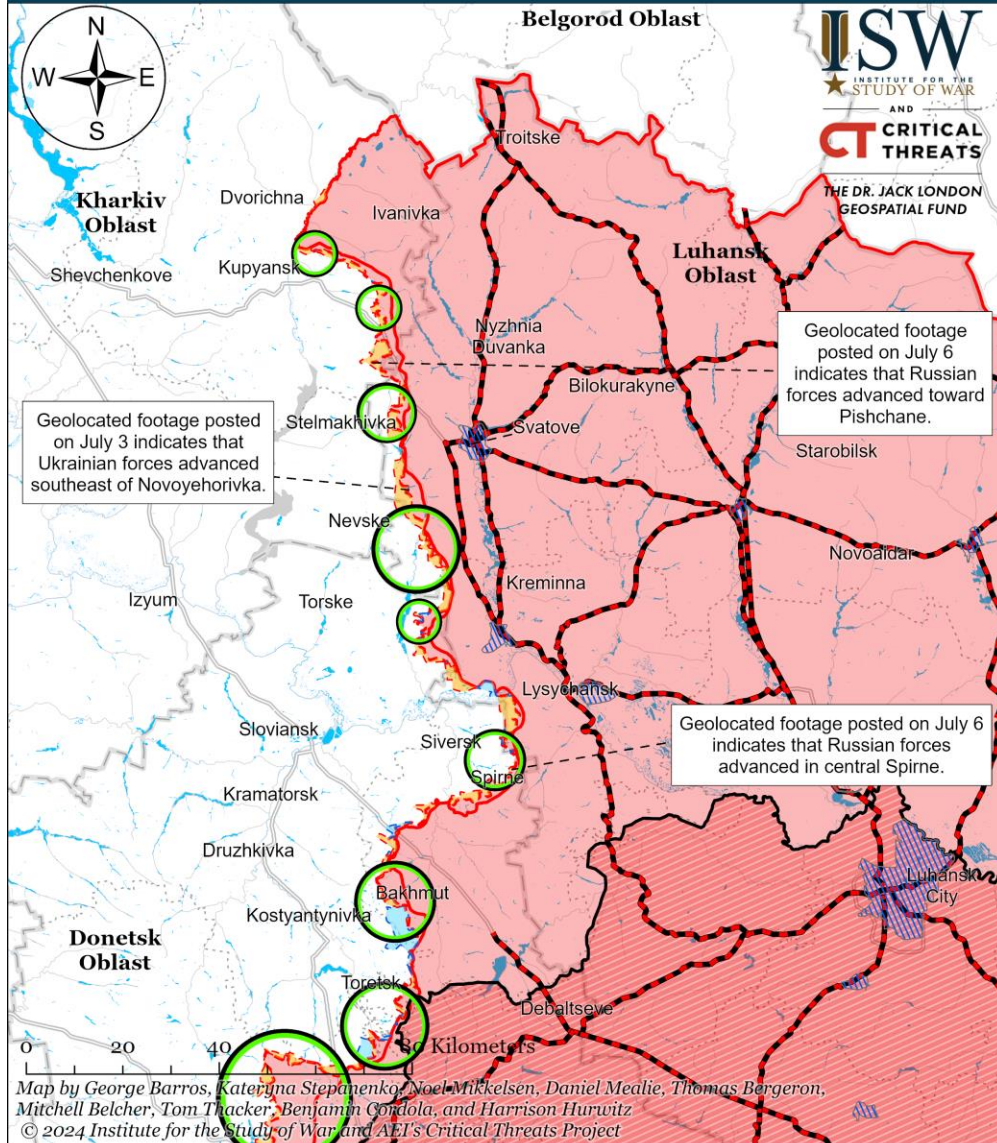 Belgorod Oblast
N
W
E
S
ISW
INSTITUTE FOR THE
STUDY OF WAR
AND
CT CRITICAL
THREATS
THE DR. JACK LONDON
GEOSPATIAL FUND
Troitske
Dvorichna
Kharkiv
Oblast
Ivanivka
Shevchenkove
Kupyansk
Luhansk
Oblast
Nyzhnia
Duvanka
Geolocated footage
posted on July 6
indicates that Russian
forces advanced toward
Pishchane.
Bilokurakyne
Geolocated footage posted
on July 3 indicates that
Ukrainian forces advanced
southeast of Novoyehorivka.
Stelmakhivka
Svatove
Starobilsk
Nevske
Novoaidar
Kreminna
Izyum
Torske
Lysychansk
Sloviansk
Siversk
Geolocated footage posted on July 6
indicates that Russian forces
advanced in central Spirne.
Spirne
Kramatorsk
Druzhkivka
Luhansk
City
Bakhmut
Kostyantynivka
Donetsk
Oblast
Toretsk
Debaltseve
0 20 40 80 Kilometers
Map by George Barros, Kateryna Stepanenko, Noel Mikkelsen, Daniel Mealie, Thomas Bergeron,
Mitchell Belcher, Tom Thacker, Benjamin Cordola, and Harrison Hurwitz
© 2024 Institute for the Study of War and AEI's Critical Threats Project